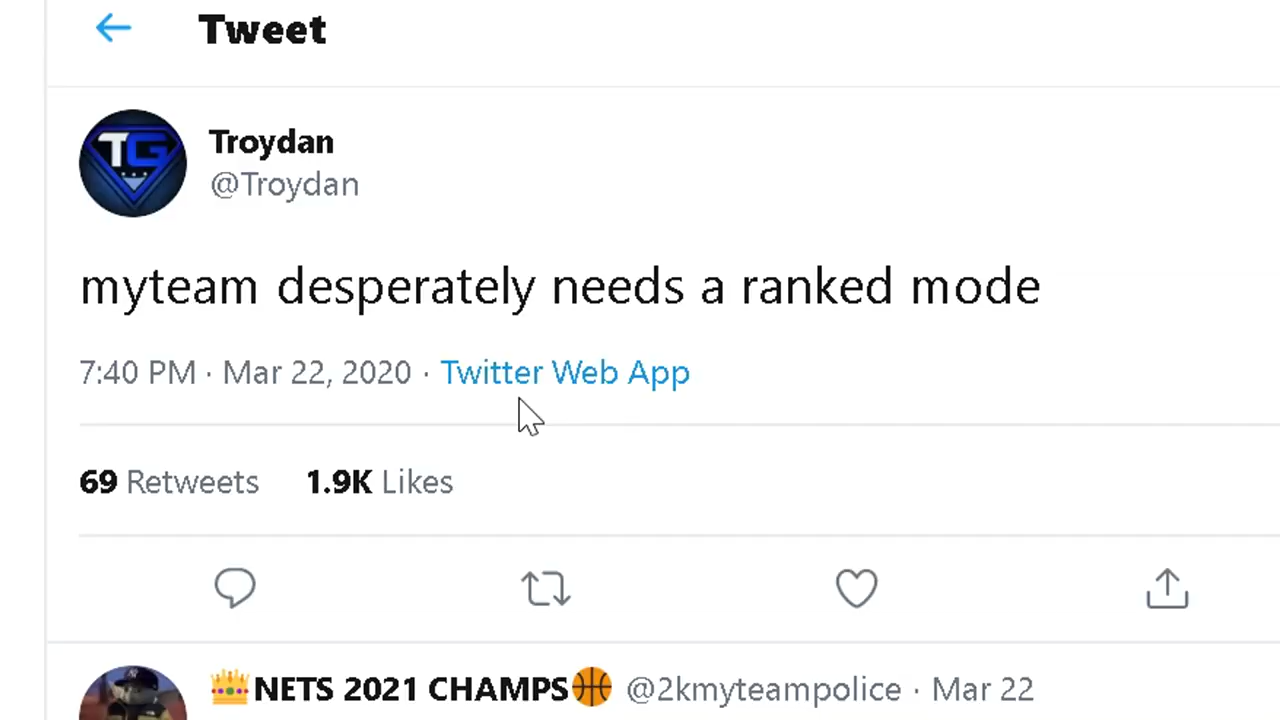 Tweet
TG
Troydan
@Troydan
myteam desperately needs a ranked mode
7:40 PM · Mar 22, 2020 · Twitter Web App
69 Retweets 1.9K Likes
👑NETS 2021 CHAMPS🏀 @2kmyteampolice · Mar 22